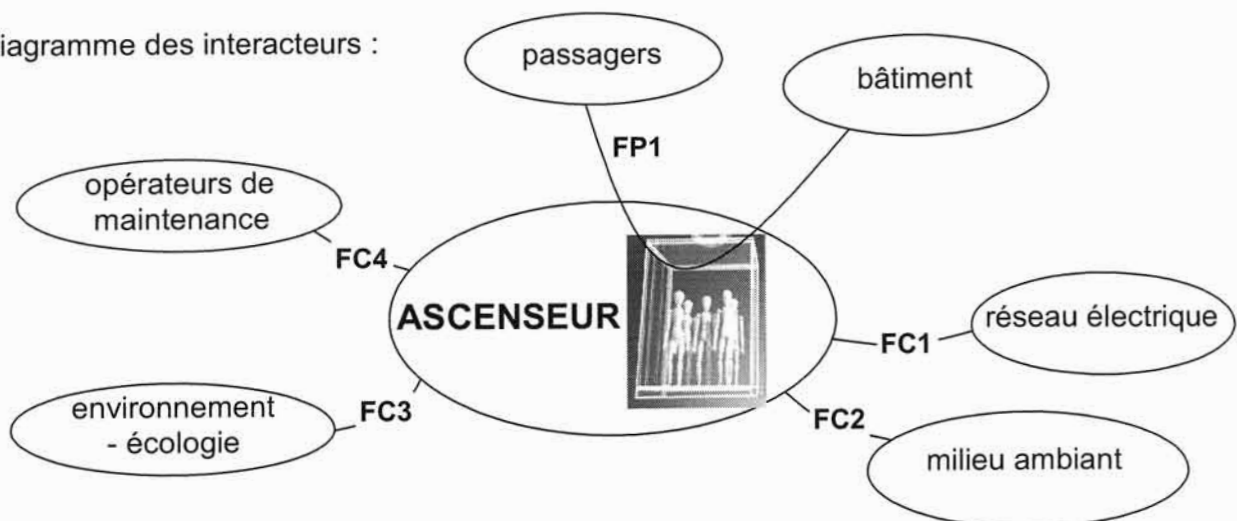 iagramme des interacteurs :
passagers
bâtiment
FP1
opérateurs de
maintenance
FC4
ASCENSEUR
réseau électrique
FC1
environnement
- écologie
FC3
FC2
milieu ambiant